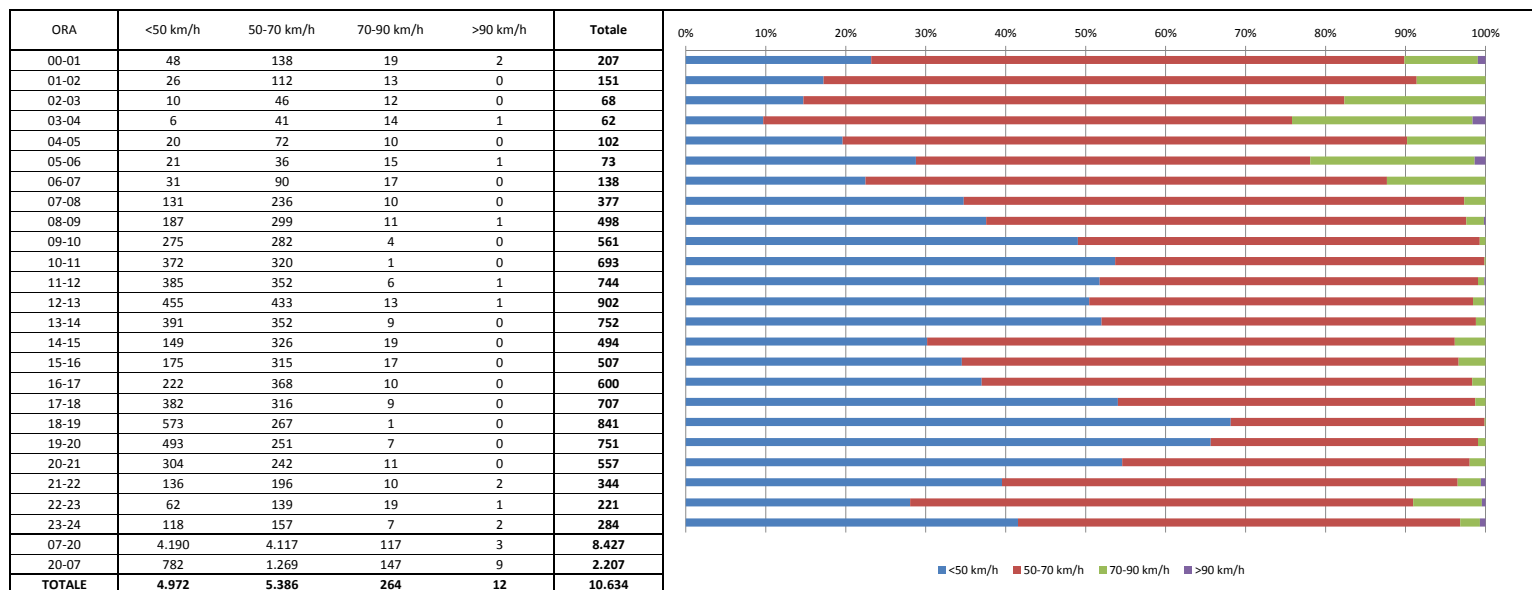 ORA <50 km/h 50-70 km/h 70-90 km/h >90 km/h Totale
00-01 48 138 19 2 207
01-02 26 112 13 0 151
02-03 10 46 12 0 68
03-04 6 41 14 1 62
04-05 20 72 10 0 102
05-06 21 36 15 1 73
06-07 31 90 17 0 138
07-08 131 236 10 0 377
08-09 187 299 11 1 498
09-10 275 282 4 0 561
10-11 372 320 1 0 693
11-12 385 352 6 1 744
12-13 455 433 13 1 902
13-14 391 352 9 0 752
14-15 149 326 19 0 494
15-16 175 315 17 0 507
16-17 222 368 10 0 600
17-18 382 316 9 0 707
18-19 573 267 1 0 841
19-20 493 251 7 0 751
20-21 304 242 11 0 557
21-22 136 196 10 2 344
22-23 62 139 19 1 221
23-24 118 157 7 2 284
07-20 4.190 4.117 117 3 8.427
20-07 782 1.269 147 9 2.207
TOTALE 4.972 5.386 264 12 10.634
0% 10% 20% 30% 40% 50% 60% 70% 80% 90% 100%
<50 km/h 50-70 km/h 70-90 km/h >90 km/h